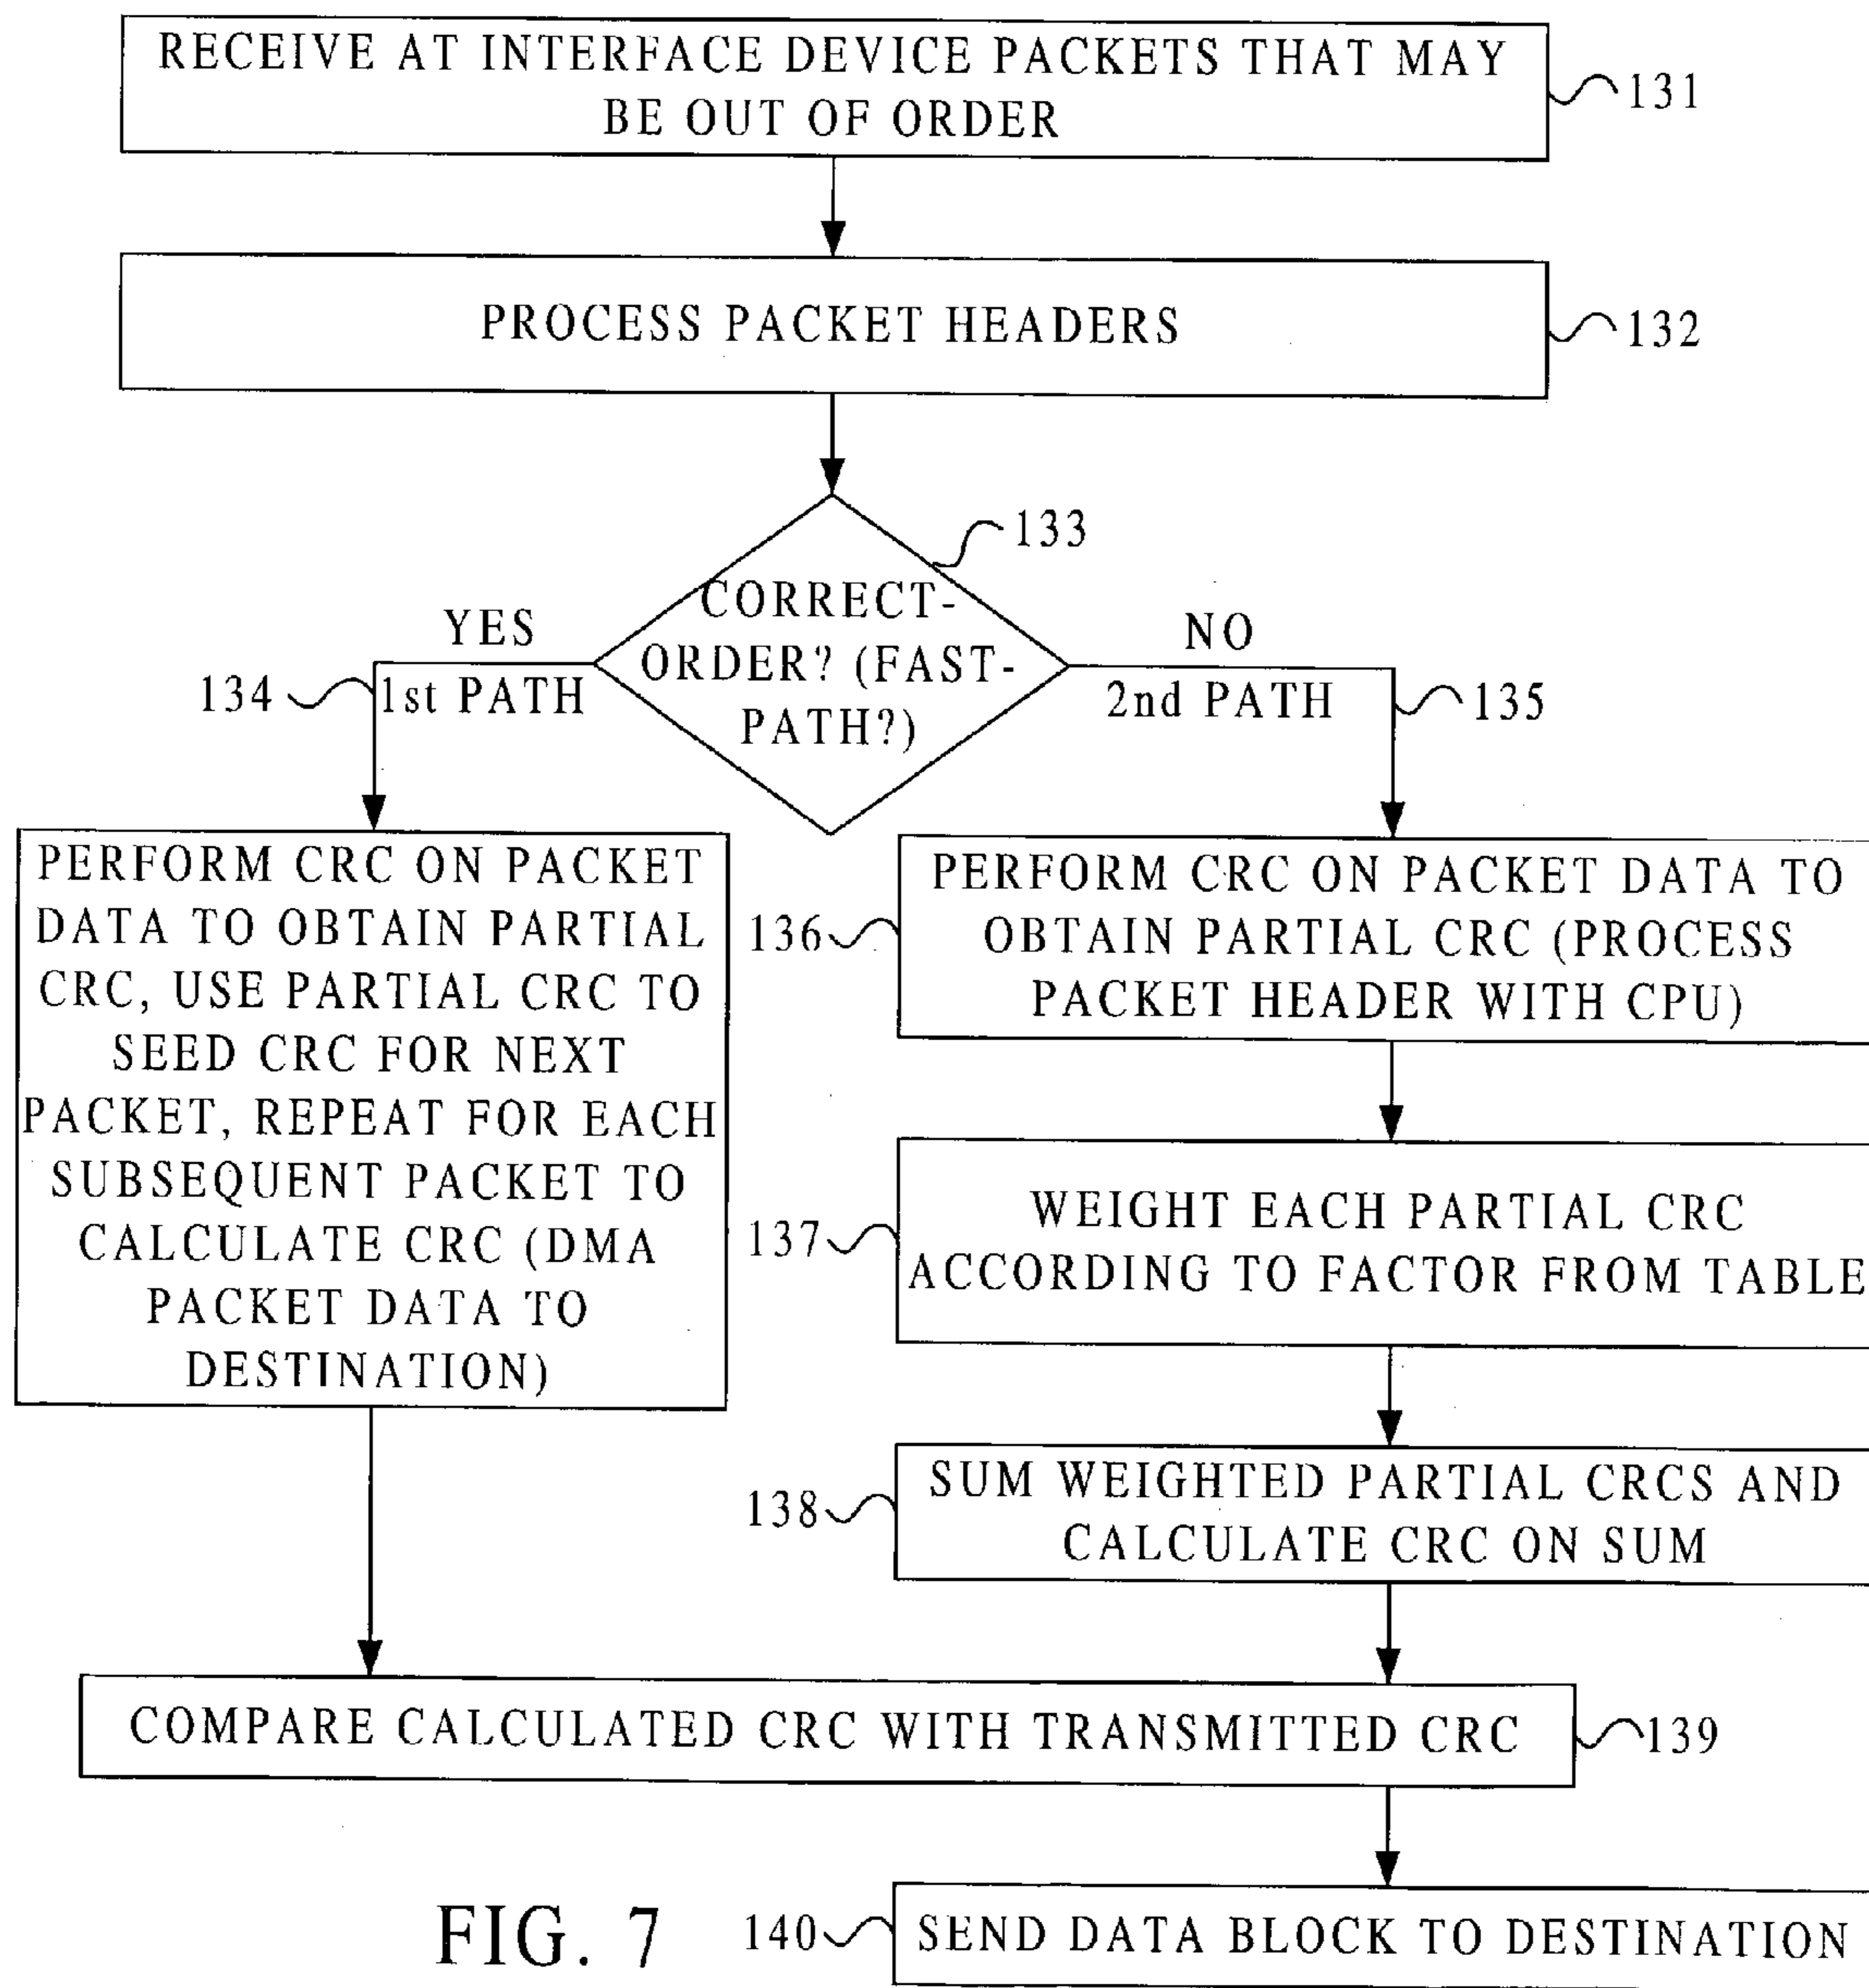 RECEIVE AT INTERFACE DEVICE PACKETS THAT MAY
BE OUT OF ORDER
131
PROCESS PACKET HEADERS
132
133
CORRECT-
ORDER? (FAST-
PATH?)
YES
134
1st PATH
NO
2nd PATH
135
PERFORM CRC ON PACKET
DATA TO OBTAIN PARTIAL
CRC, USE PARTIAL CRC TO
SEED CRC FOR NEXT
PACKET, REPEAT FOR EACH
SUBSEQUENT PACKET TO
CALCULATE CRC (DMA
PACKET DATA TO
DESTINATION)
136
PERFORM CRC ON PACKET DATA TO
OBTAIN PARTIAL CRC (PROCESS
PACKET HEADER WITH CPU)
137
WEIGHT EACH PARTIAL CRC
ACCORDING TO FACTOR FROM TABLE
138
SUM WEIGHTED PARTIAL CRCS AND
CALCULATE CRC ON SUM
COMPARE CALCULATED CRC WITH TRANSMITTED CRC
139
140
SEND DATA BLOCK TO DESTINATION
FIG. 7